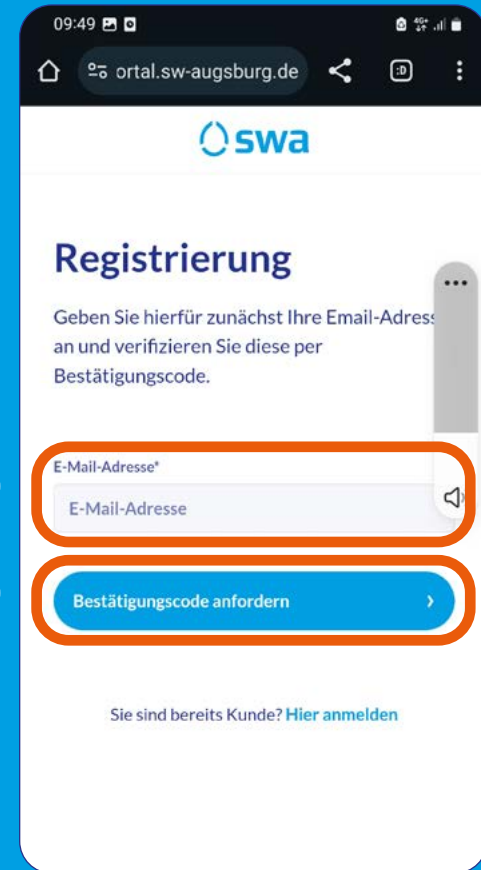 09:49
4G+
ortal.sw-augsburg.de
:D
swa
Registrierung
Geben Sie hierfür zunächst Ihre Email-Adress
an und verifizieren Sie diese per
Bestätigungscode.
E-Mail-Adresse*
E-Mail-Adresse
Bestätigungscode anfordern
Sie sind bereits Kunde? Hier anmelden